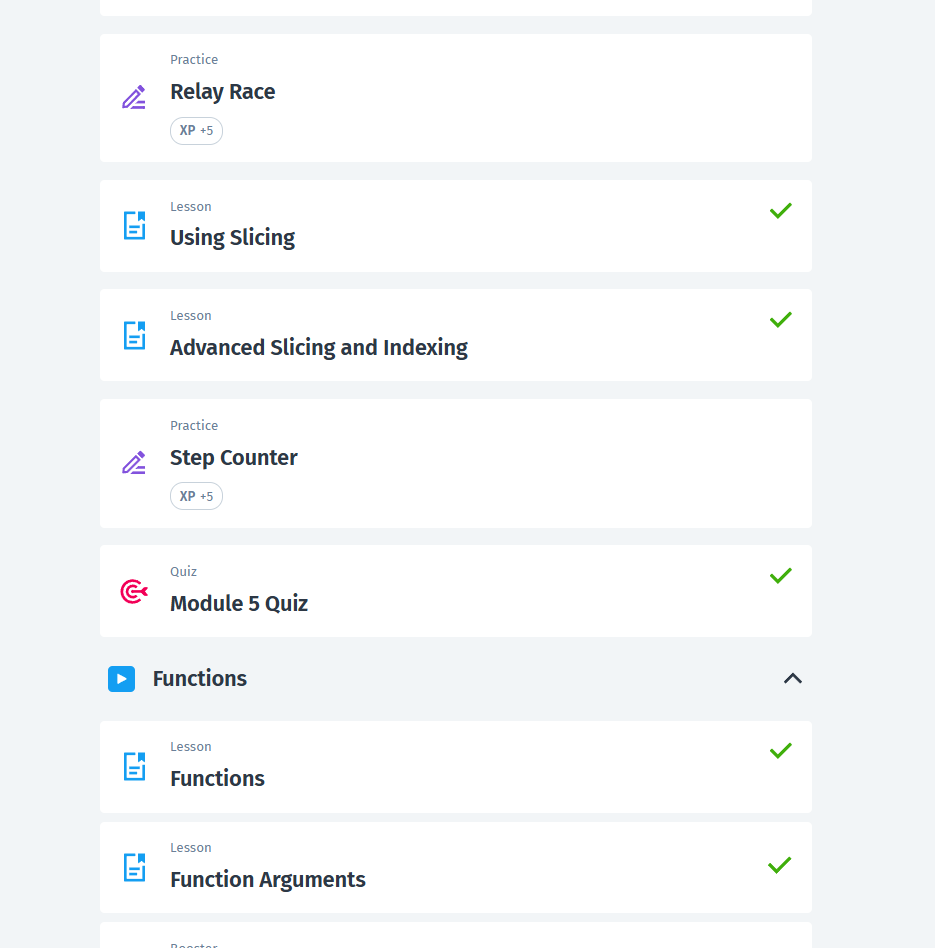 Practice
Relay Race
XP +5
Lesson
Using Slicing
Lesson
Advanced Slicing and Indexing
Practice
Step Counter
XP +5
Quiz
Module 5 Quiz
Functions
Lesson
Functions
Lesson
Function Arguments